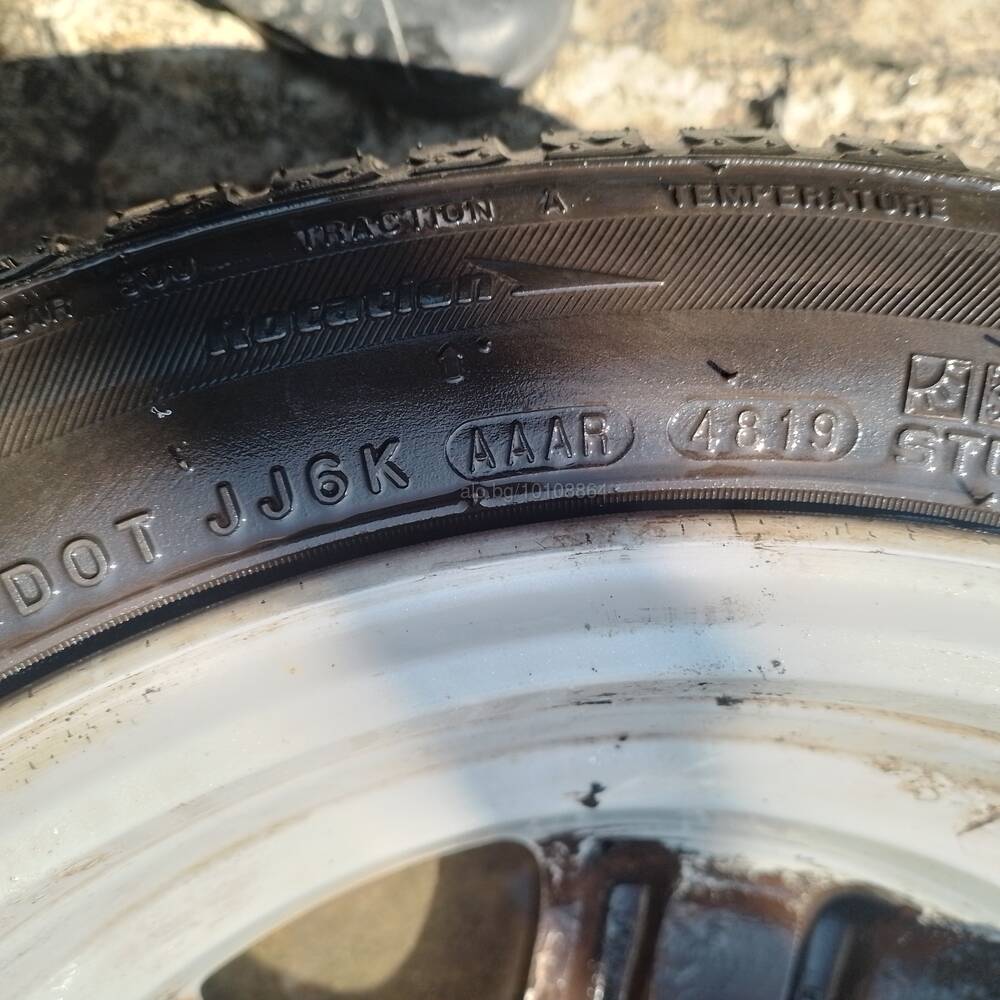 TRACTION A TEMPERATURE
Rotation
DOT JJ6K AAAR 4819
alo.bg/10108864